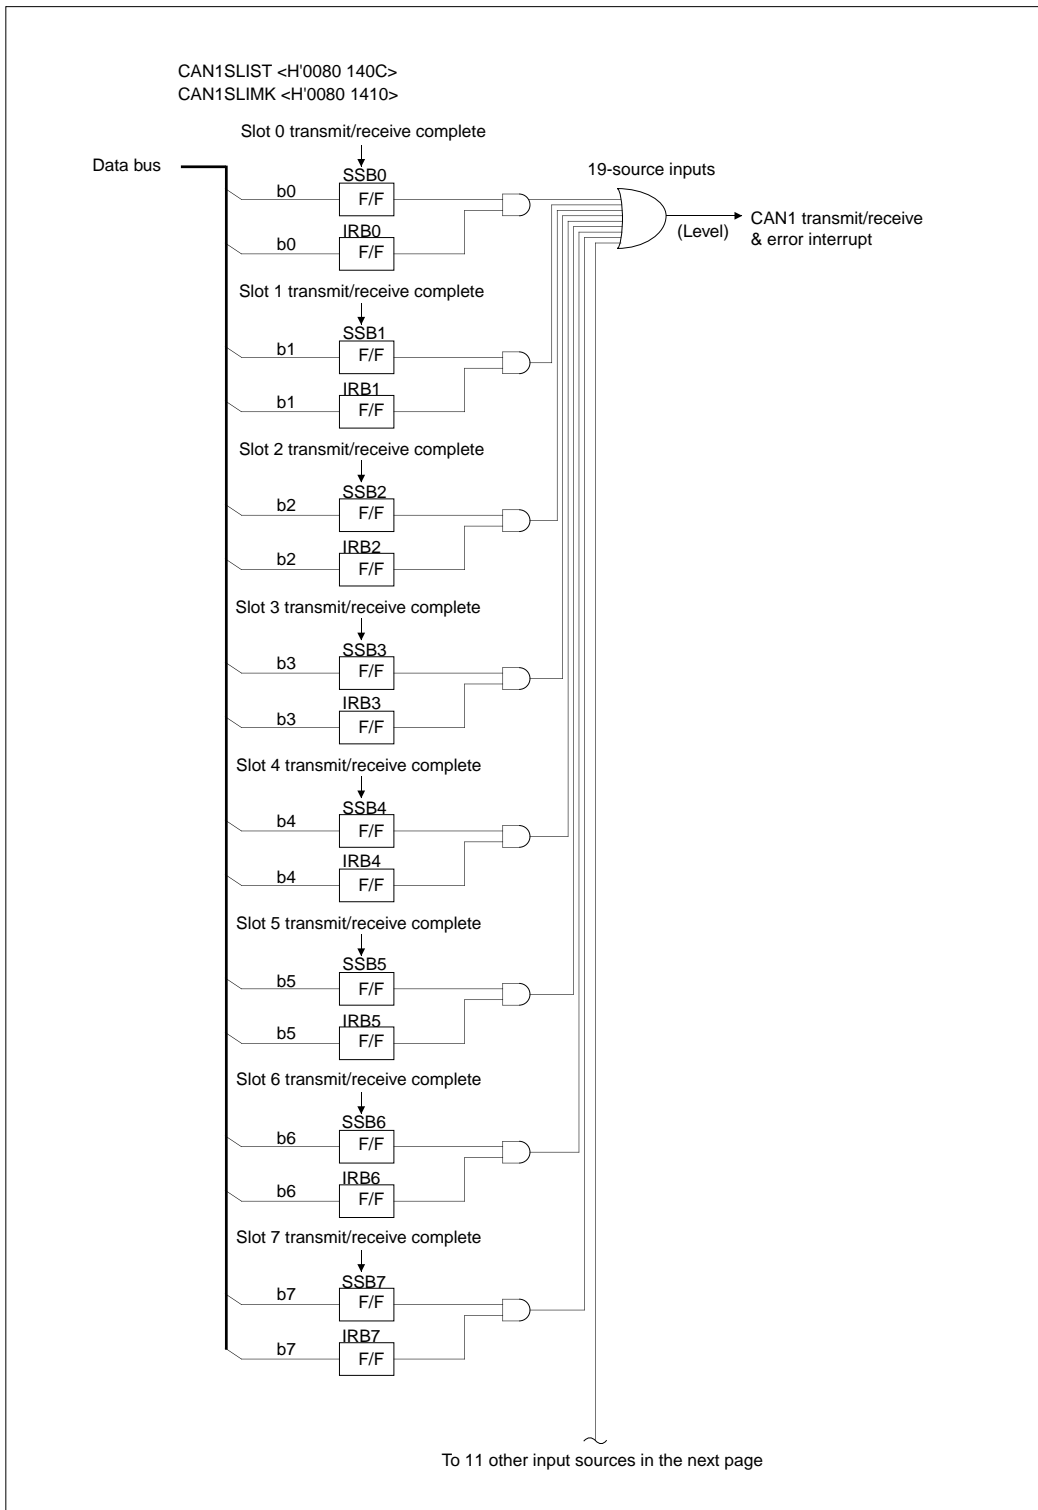 CAN1SLIST <H'0080 140C>
CAN1SLIMK <H'0080 1410>
Slot 0 transmit/receive complete
Data bus
19-source inputs
SSB0
b0
F/F
(Level)
CAN1 transmit/receive
& error interrupt
IRB0
b0
F/F
Slot 1 transmit/receive complete
SSB1
b1
F/F
IRB1
b1
F/F
Slot 2 transmit/receive complete
SSB2
b2
F/F
IRB2
b2
F/F
Slot 3 transmit/receive complete
SSB3
b3
F/F
IRB3
b3
F/F
Slot 4 transmit/receive complete
SSB4
b4
F/F
IRB4
b4
F/F
Slot 5 transmit/receive complete
SSB5
b5
F/F
IRB5
b5
F/F
Slot 6 transmit/receive complete
SSB6
b6
F/F
IRB6
b6
F/F
Slot 7 transmit/receive complete
SSB7
b7
F/F
IRB7
b7
F/F
To 11 other input sources in the next page